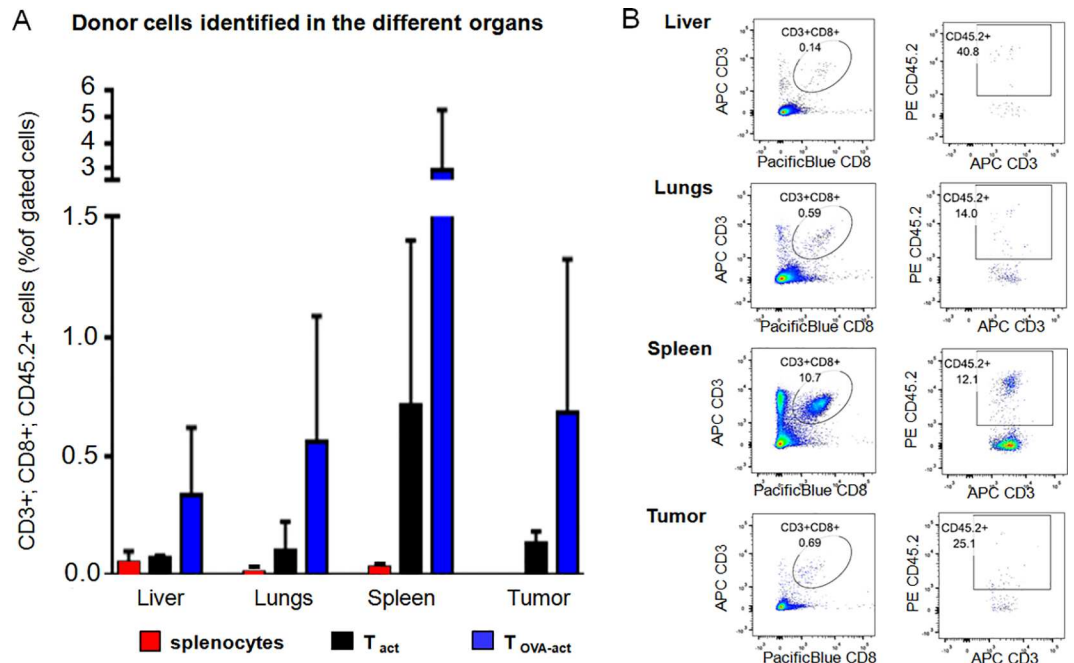 A Donor cells identified in the different organs
CD3+; CD8+; CD45.2+ cells (%of gated cells)
6
5
4
3
1.5
1.0
0.5
0.0
Liver Lungs Spleen Tumor
splenocytes T act T OVA-act
B
Liver
CD3+CD8+
0.14
APC CD3
PacificBlue CD8
CD45.2+
40.8
PE CD45.2
APC CD3
Lungs
CD3+CD8+
0.59
APC CD3
PacificBlue CD8
CD45.2+
14.0
PE CD45.2
APC CD3
Spleen
CD3+CD8+
10.7
APC CD3
PacificBlue CD8
CD45.2+
12.1
PE CD45.2
APC CD3
Tumor
CD3+CD8+
0.69
APC CD3
PacificBlue CD8
CD45.2+
25.1
PE CD45.2
APC CD3